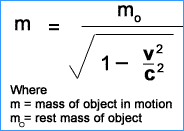 m = m₀ / √(1 - v²/c²)
Where
m = mass of object in motion
m₀= rest mass of object